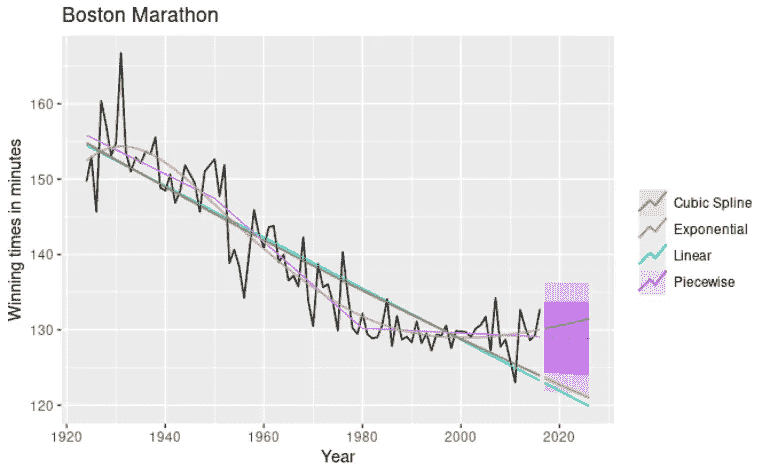 Boston Marathon
160
150
140
130
120
1920
1940
1960
1980
2000
2020
Year
Winning times in minutes
Cubic Spline
Exponential
Linear
Piecewise